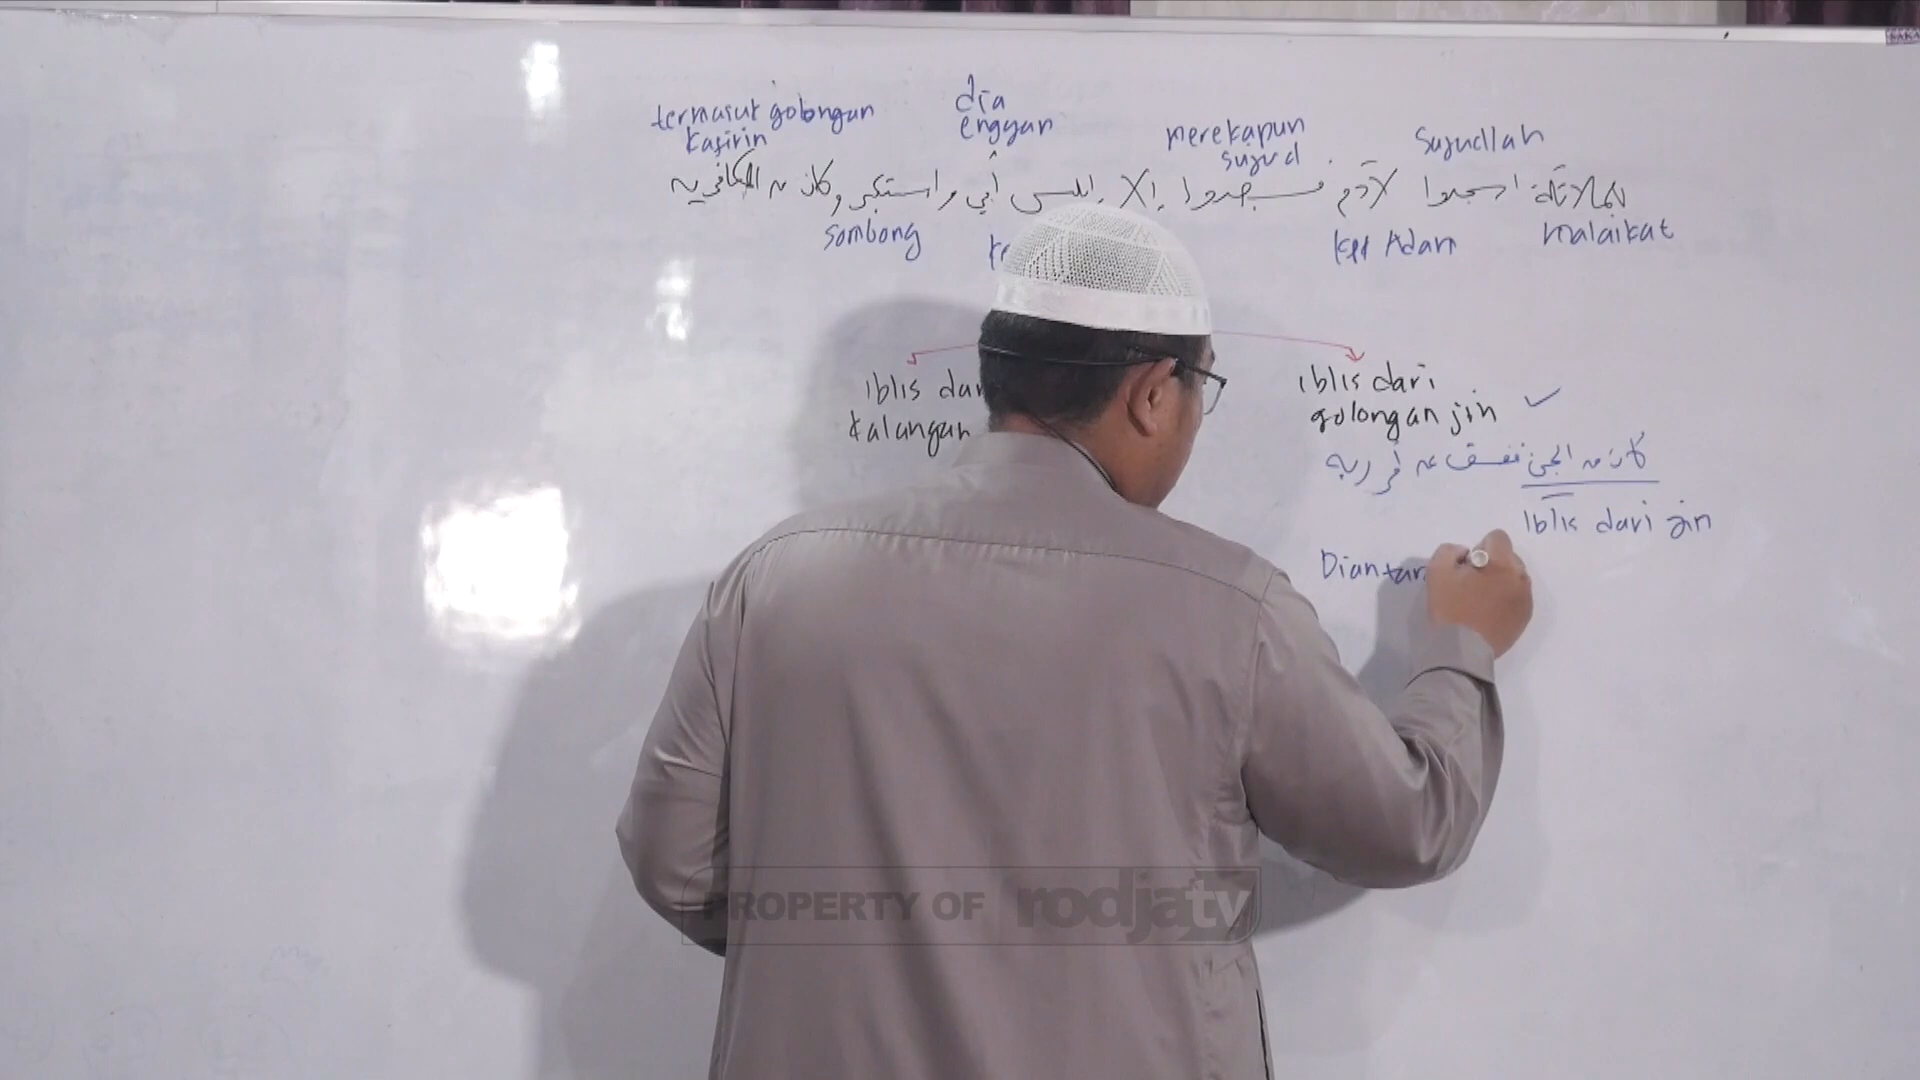 termasuk golongan
kafirin
dia
enggan
merekapun
sujud
sujudlah
للملائكة اسجدوا لآدم فسجدوا إلا إبليس أبى واستكبر وكان من الكافرين
sombong
kpd Adam
malaikat
iblis dari
kalangan
iblis dari
golongan jin ✓
كان من الجن ففسق عن أمر ربه
iblis dari jin
Diantar
PROPERTY OF rodjatv